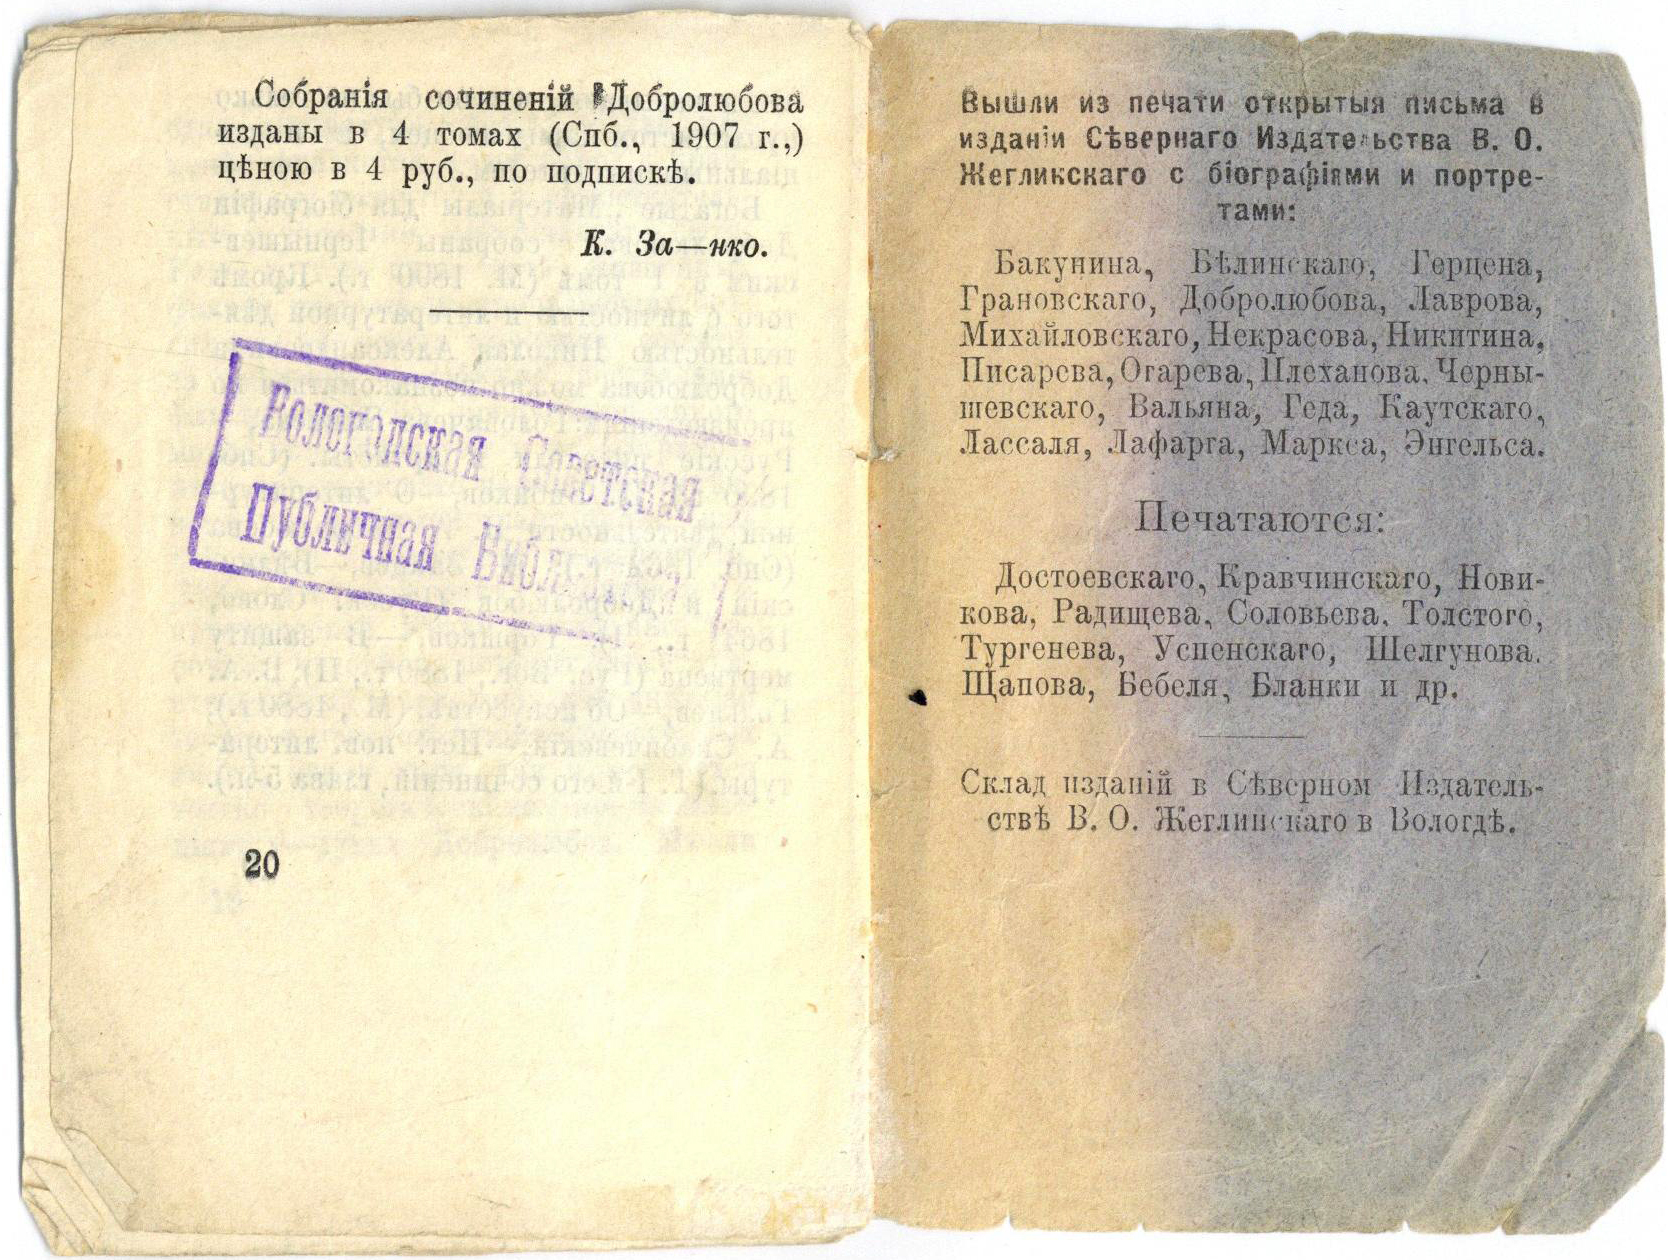 Собранія сочиненій Добролюбова
изданы в 4 томах (Спб., 1907 г.,)
цѣною в 4 руб., по подпискѣ.
К. За—нко.
Вологодская Советская
Публичная
20
Вышли из печати открытыя письма в
изданіи Сѣвернаго Издательства В. О.
Жегликскаго с біографіями и портре-
тами:
Бакунина, Бѣлинскаго, Герцена,
Грановскаго, Добролюбова, Лаврова,
Михайловскаго, Некрасова, Никитина,
Писарева, Огарева, Плеханова, Черны-
шевскаго, Вальяна, Геда, Каутскаго,
Лассаля, Лафарга, Маркса, Энгельса.
Печатаются:
Достоевскаго, Кравчинскаго, Нови-
кова, Радищева, Соловьева, Толстого,
Тургенева, Успенскаго, Шелгунова.
Щапова, Бебеля, Бланки и др.
Склад изданій в Сѣверном Издатель-
ствѣ В. О. Жеглинскаго в Вологдѣ.